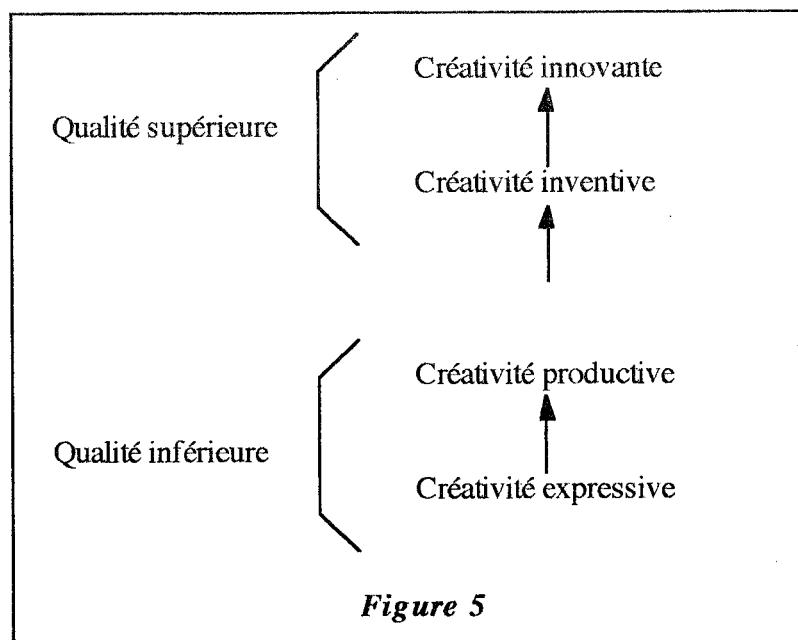 Créativité innovante
Qualité supérieure
Créativité inventive
Créativité productive
Qualité inférieure
Créativité expressive
Figure 5